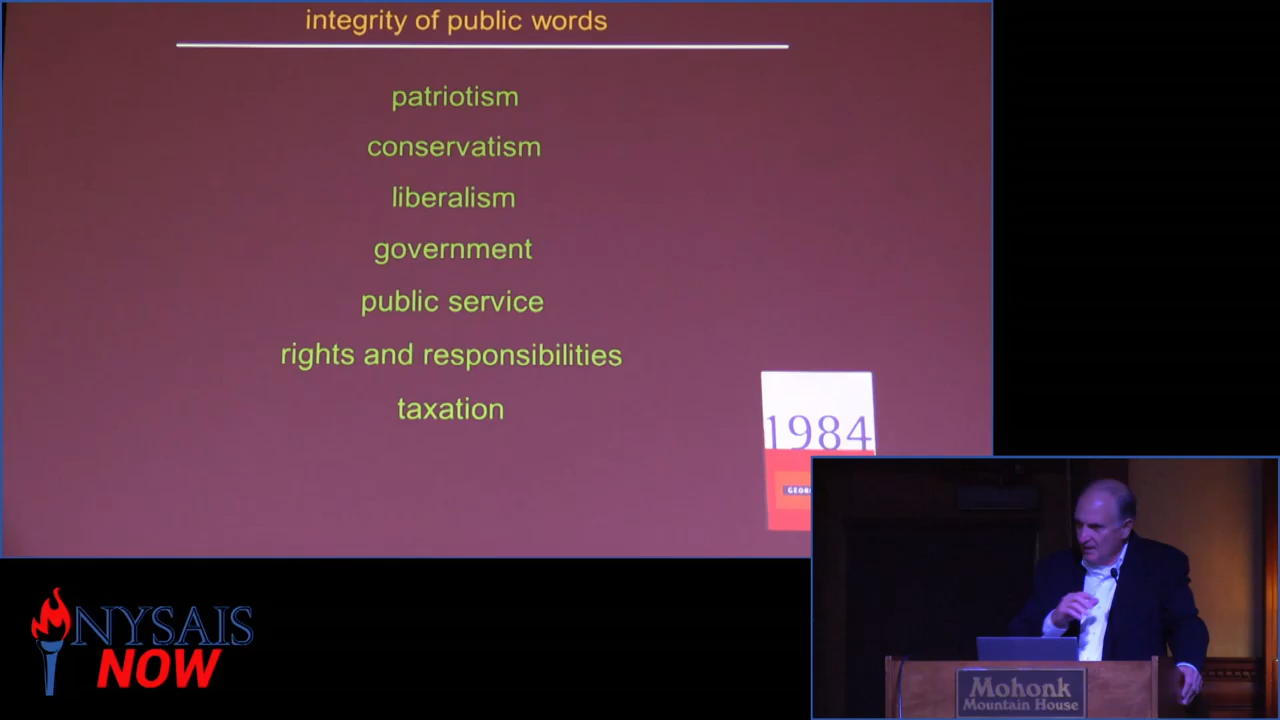 integrity of public words
patriotism
conservatism
liberalism
government
public service
rights and responsibilities
taxation
1984
NYSAIS
NOW
Mohonk
Mountain House